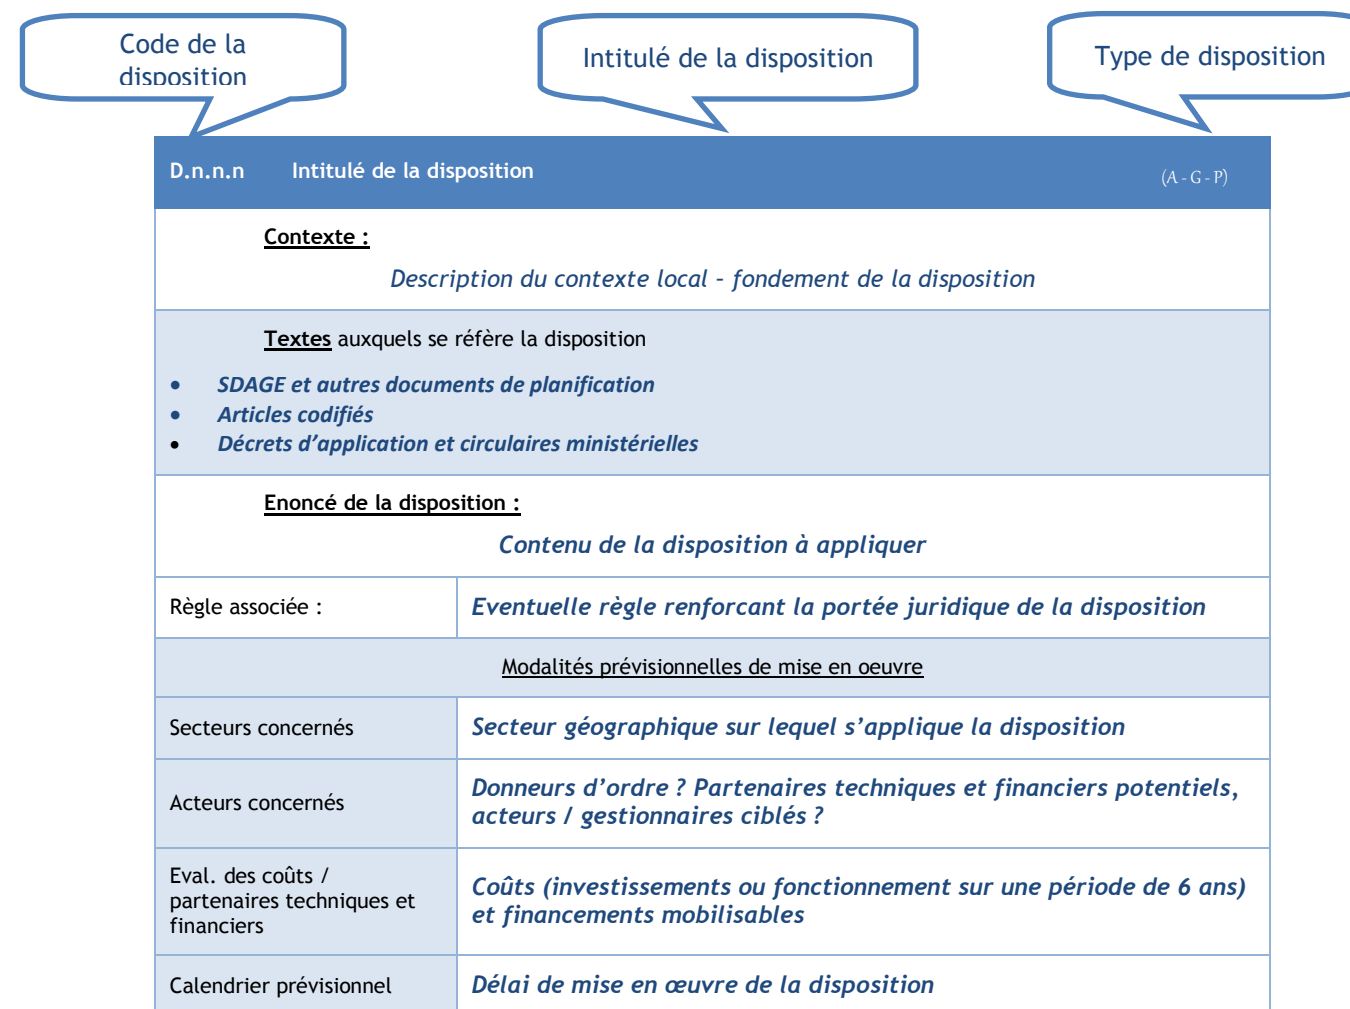 Code de la
disposition
Intitulé de la disposition
Type de disposition
D.n.n.n Intitulé de la disposition (A - G - P)
Contexte :
Description du contexte local – fondement de la disposition
Textes auxquels se réfère la disposition
• SDAGE et autres documents de planification
• Articles codifiés
• Décrets d’application et circulaires ministérielles
Enoncé de la disposition :
Contenu de la disposition à appliquer
Règle associée : Eventuelle règle renforcant la portée juridique de la disposition
Modalités prévisionnelles de mise en oeuvre
Secteurs concernés Secteur géographique sur lequel s’applique la disposition
Acteurs concernés
Donneurs d’ordre ? Partenaires techniques et financiers potentiels,
acteurs / gestionnaires ciblés ?
Eval. des coûts /
partenaires techniques et
financiers
Coûts (investissements ou fonctionnement sur une période de 6 ans)
et financements mobilisables
Calendrier prévisionnel Délai de mise en œuvre de la disposition